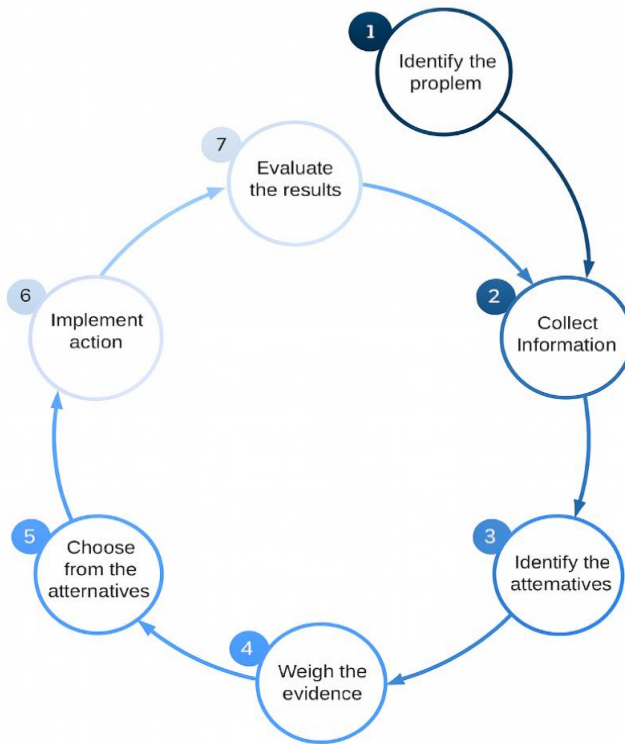 1
Identify the
proplem
2
Collect
Information
3
Identify the
attematives
4
Weigh the
evidence
5
Choose
from the
atternatives
6
Implement
action
7
Evaluate
the results